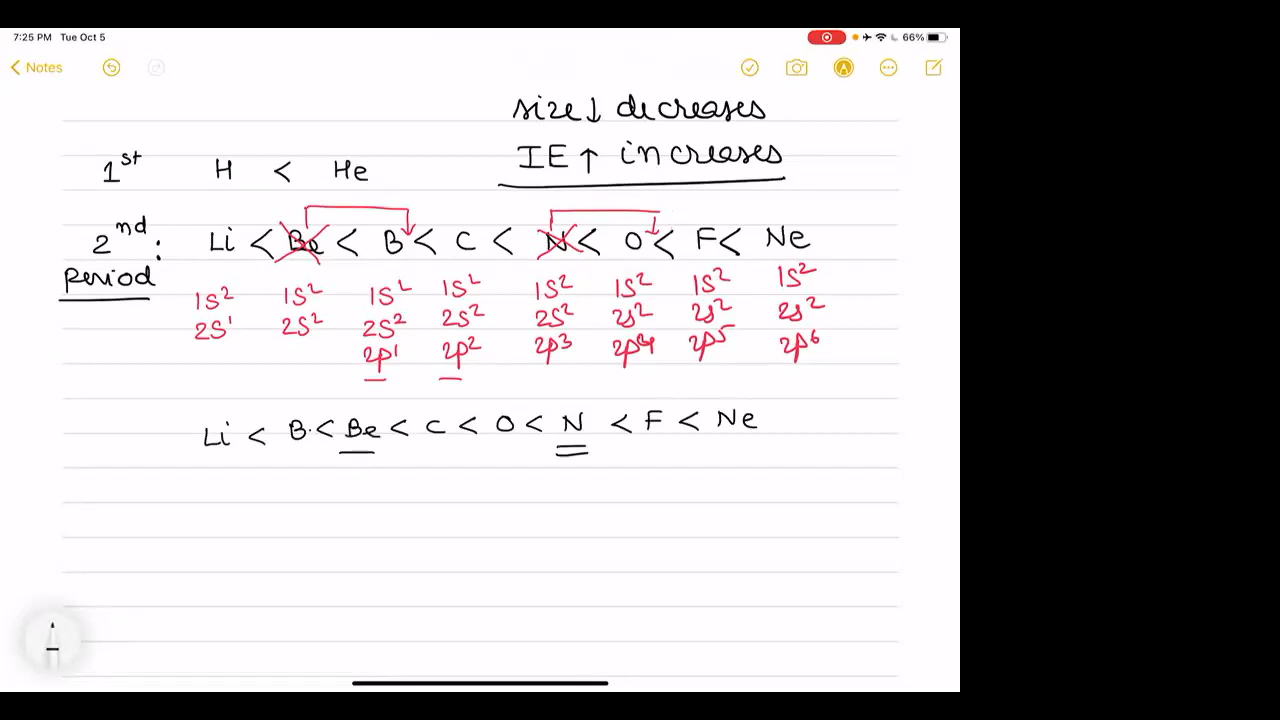 7:25 PM Tue Oct 5
66%
Notes
size↓ decreases
IE↑ increases
1st H < He
2nd: Li < Be < B < C < N < O < F < Ne
Period
1s² 1s² 1s² 1s² 1s² 1s² 1s² 1s²
2s¹ 2s² 2s² 2s² 2s² 2s² 2s² 2s²
2p¹ 2p² 2p³ 2p⁴ 2p⁵ 2p⁶
Li < B < Be < C < O < N < F < Ne